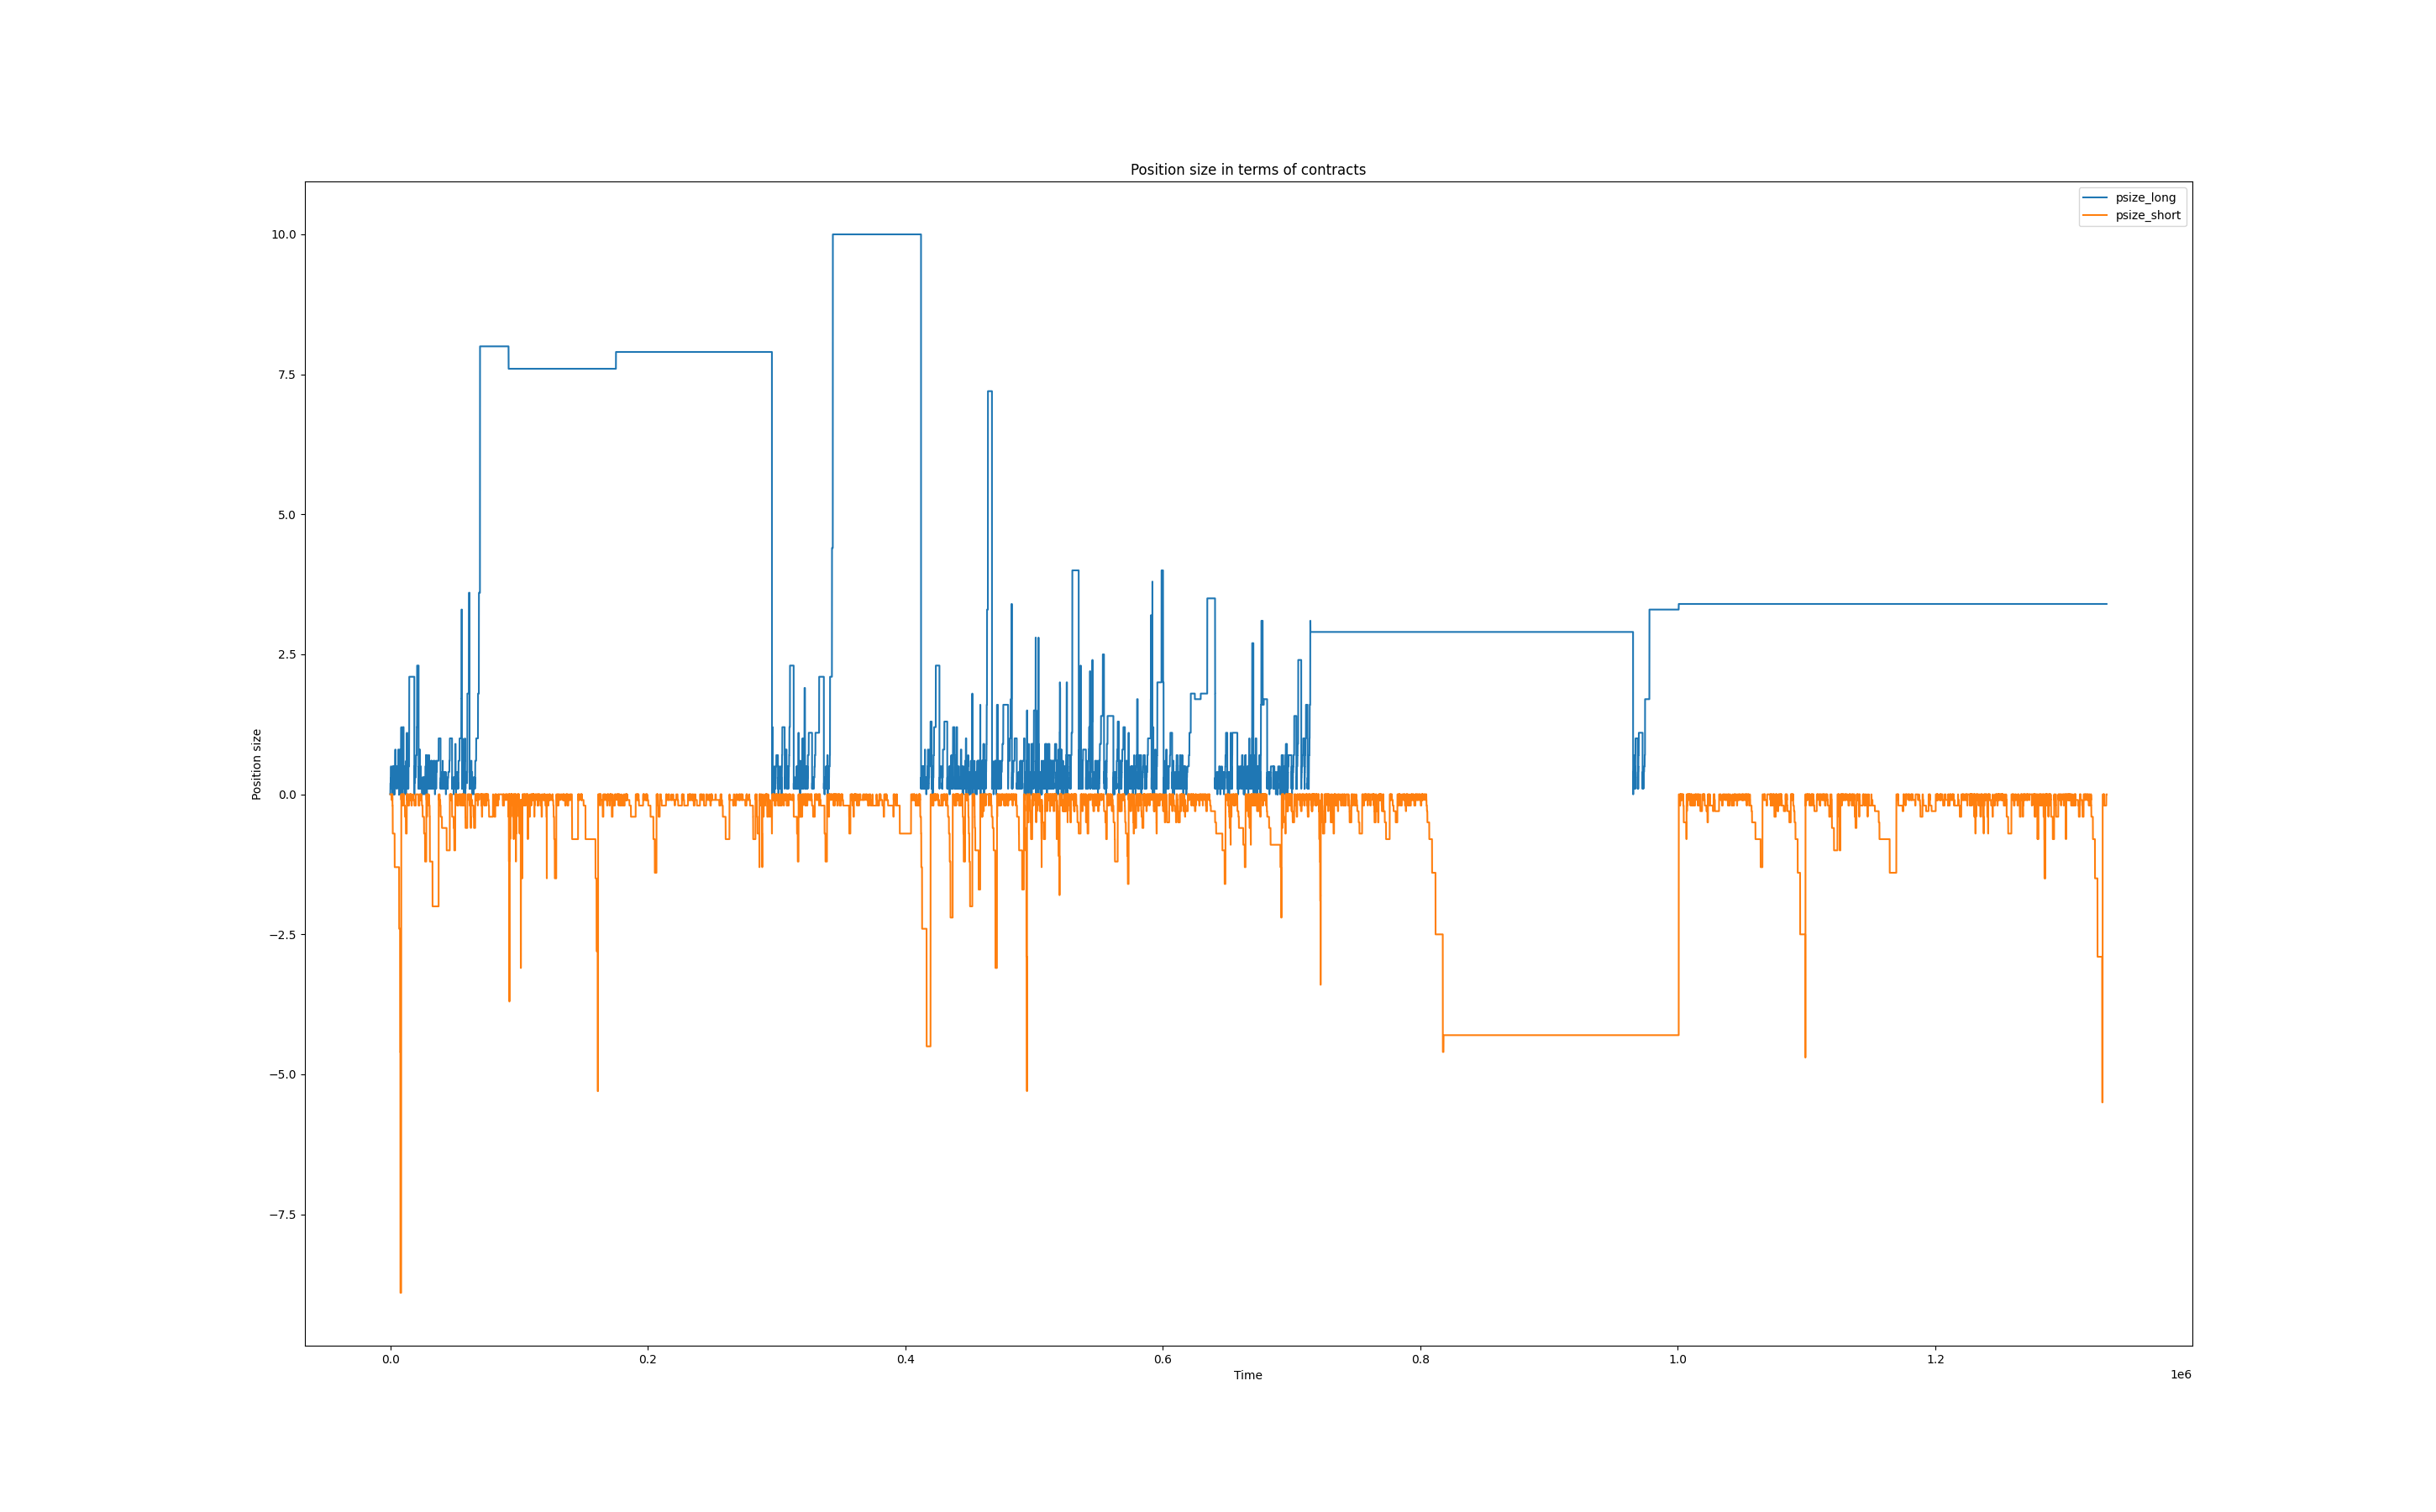 Position size in terms of contracts
psize_long
psize_short
10.0
7.5
5.0
2.5
0.0
−2.5
−5.0
−7.5
Position size
0.0 0.2 0.4 0.6 0.8 1.0 1.2
Time
1e6